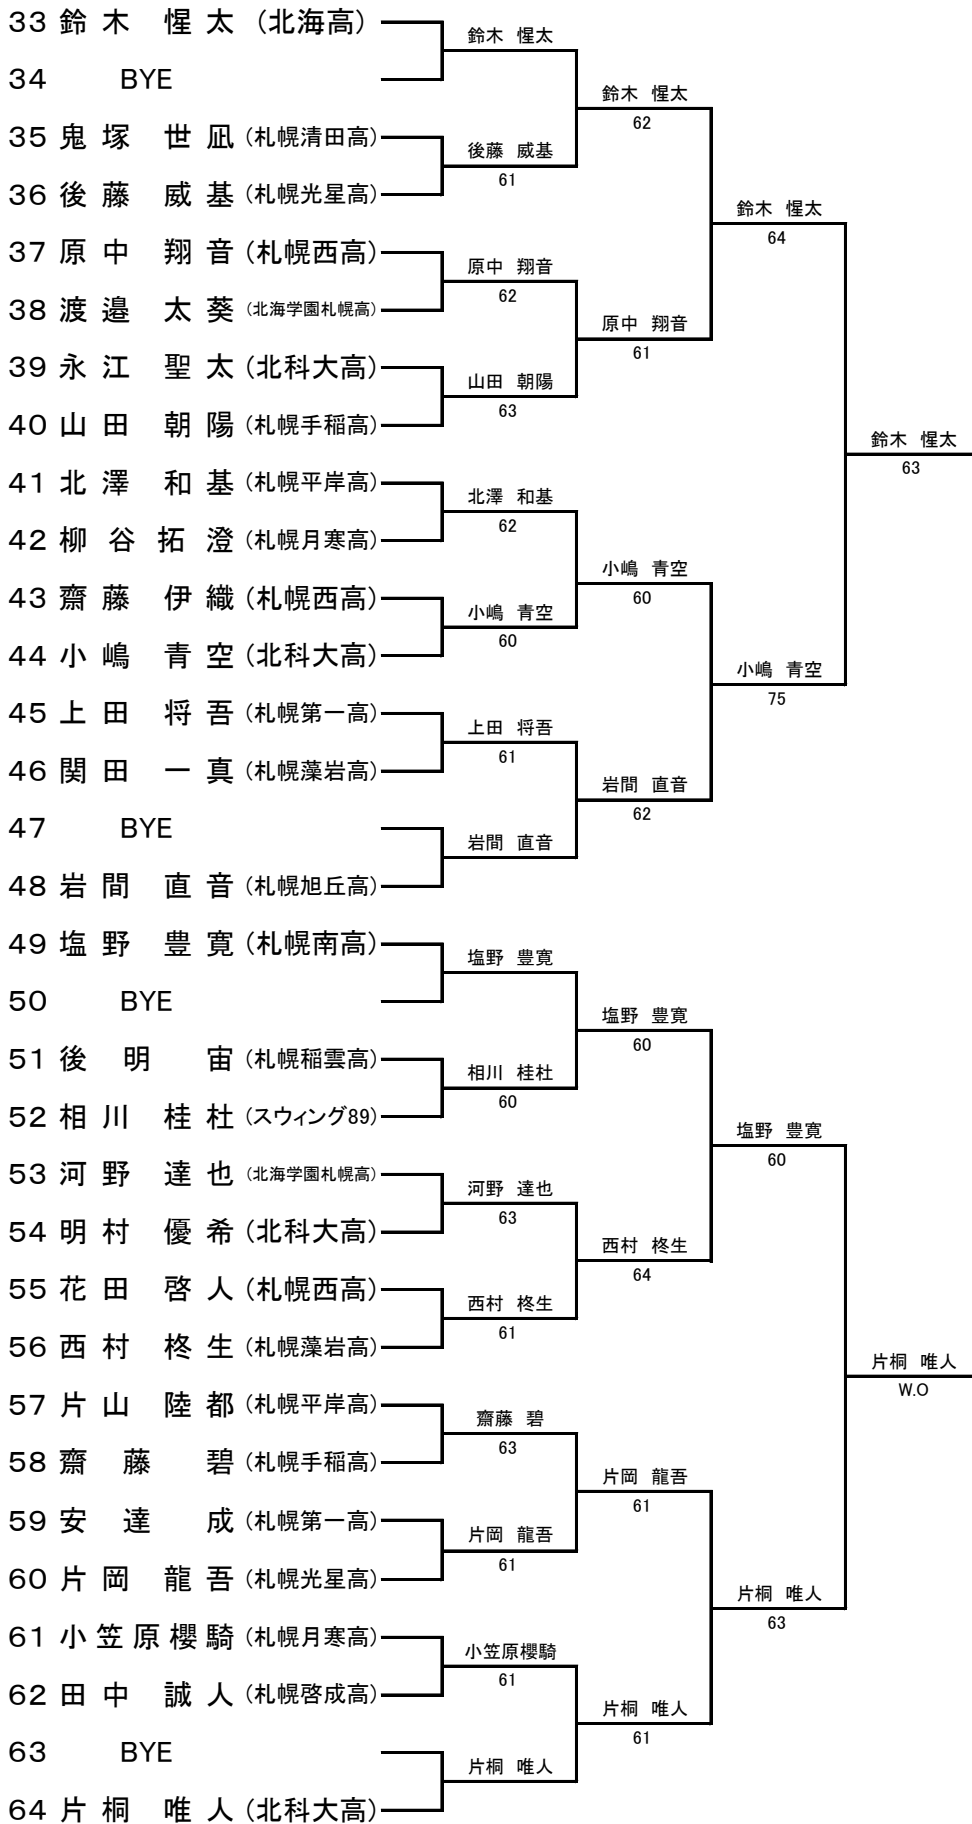 33 鈴木 惺太 (北海高)
34 BYE
35 鬼塚 世凪 (札幌清田高)
36 後藤 威基 (札幌光星高)
37 原中 翔音 (札幌西高)
38 渡邉 太葵 (北海学園札幌高)
39 永江 聖太 (北科大高)
40 山田 朝陽 (札幌手稲高)
41 北澤 和基 (札幌平岸高)
42 柳谷拓澄 (札幌月寒高)
43 齋藤 伊織 (札幌西高)
44 小嶋 青空 (北科大高)
45 上田 将吾 (札幌第一高)
46 関田 一真 (札幌藻岩高)
47 BYE
48 岩間 直音 (札幌旭丘高)
49 塩野 豊寛 (札幌南高)
50 BYE
51 後明 宙 (札幌稲雲高)
52 相川 桂杜 (スウィング89)
53 河野 達也 (北海学園札幌高)
54 明村 優希 (北科大高)
55 花田 啓人 (札幌西高)
56 西村 柊生 (札幌藻岩高)
57 片山 陸都 (札幌平岸高)
58 齋藤 碧 (札幌手稲高)
59 安達 成 (札幌第一高)
60 片岡 龍吾 (札幌光星高)
61 小笠原櫻騎 (札幌月寒高)
62 田中 誠人 (札幌啓成高)
63 BYE
64 片桐 唯人 (北科大高)
鈴木 惺太
後藤 威基
61
原中 翔音
62
山田 朝陽
63
北澤 和基
62
小嶋 青空
60
上田 将吾
61
岩間 直音
塩野 豊寛
相川 桂杜
60
河野 達也
63
西村 柊生
61
齋藤 碧
63
片岡 龍吾
61
小笠原櫻騎
61
片桐 唯人
鈴木 惺太
62
原中 翔音
61
小嶋 青空
60
岩間 直音
62
塩野 豊寛
60
西村 柊生
64
片岡 龍吾
61
片桐 唯人
61
鈴木 惺太
64
小嶋 青空
75
塩野 豊寛
60
片桐 唯人
63
鈴木 惺太
63
片桐 唯人
W.O